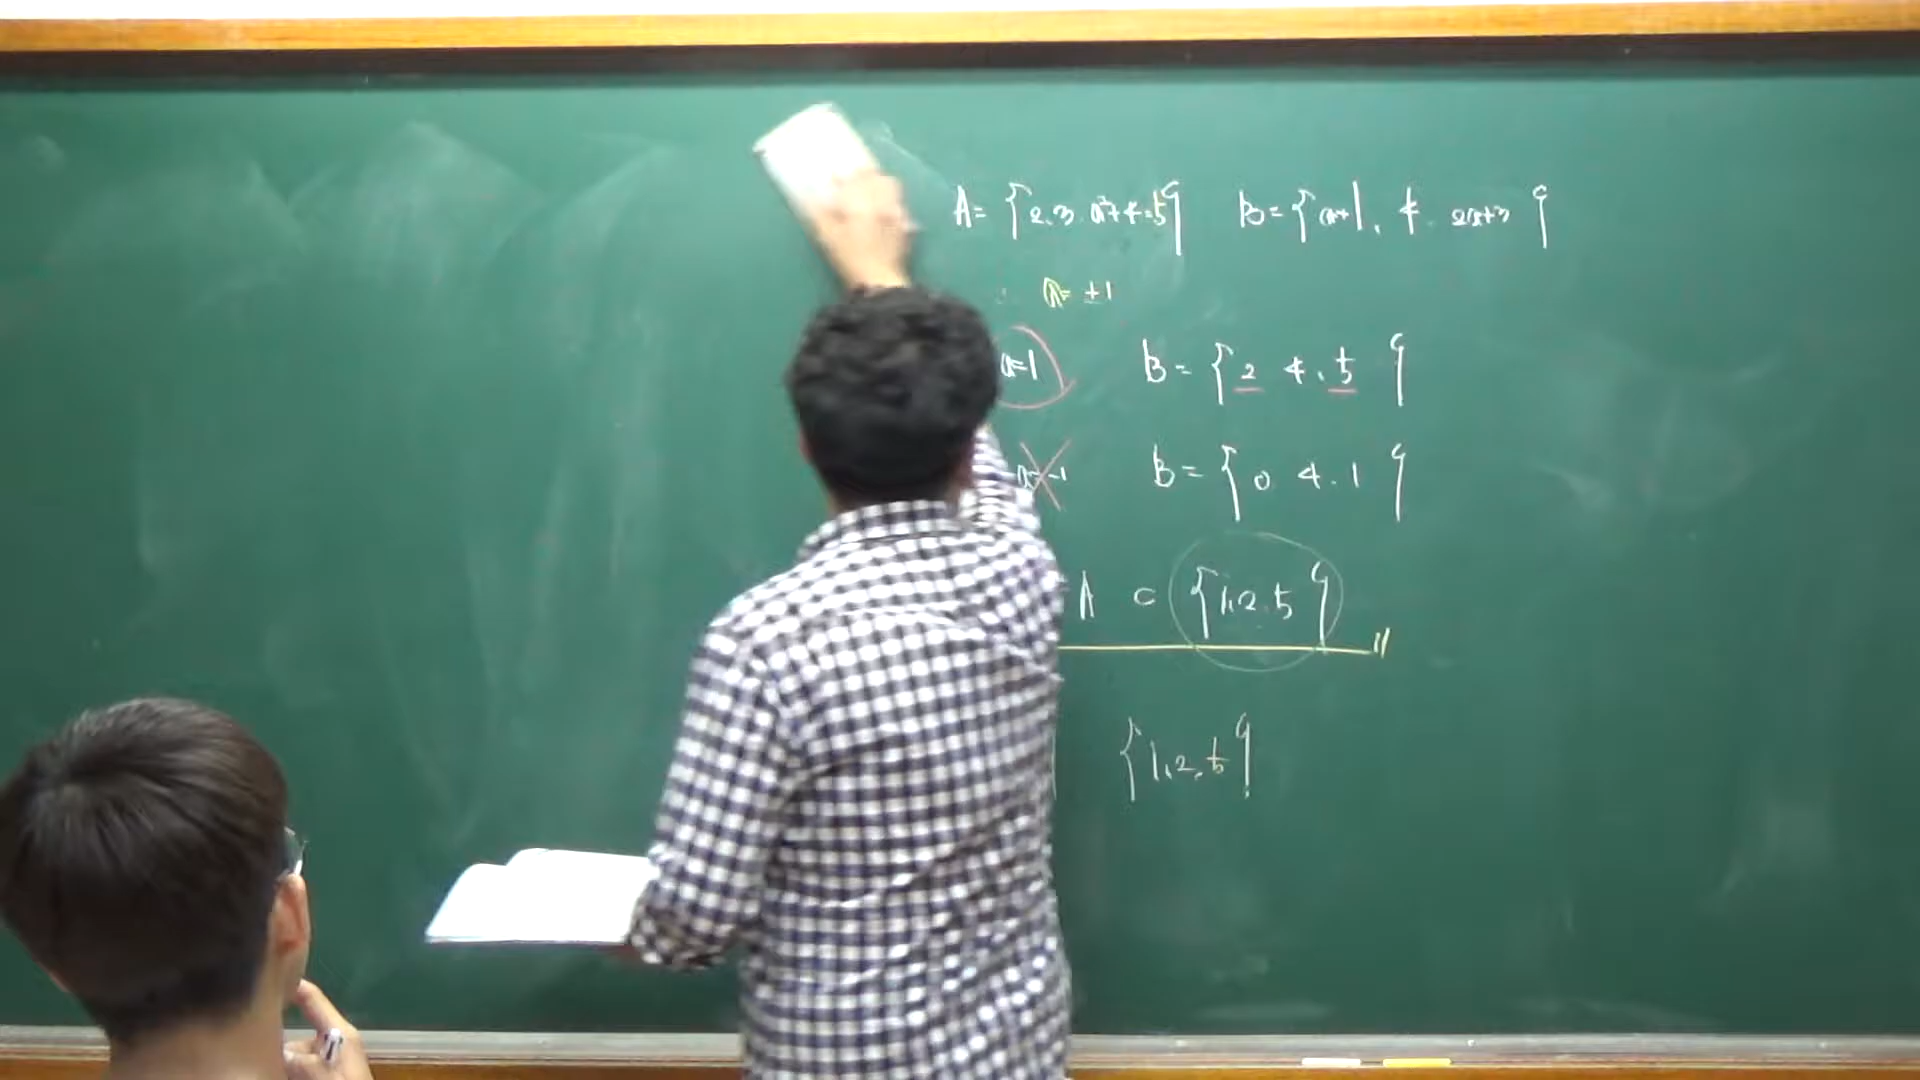 A= {2.3. a²+4=5} B={a+1, 4. 2a+3 }
a= ±1
a=1 B= {2 4. 5 }
a=-1 B= {0 4. 1 }
A ⊂ {1,2.5}
{1,2,5}